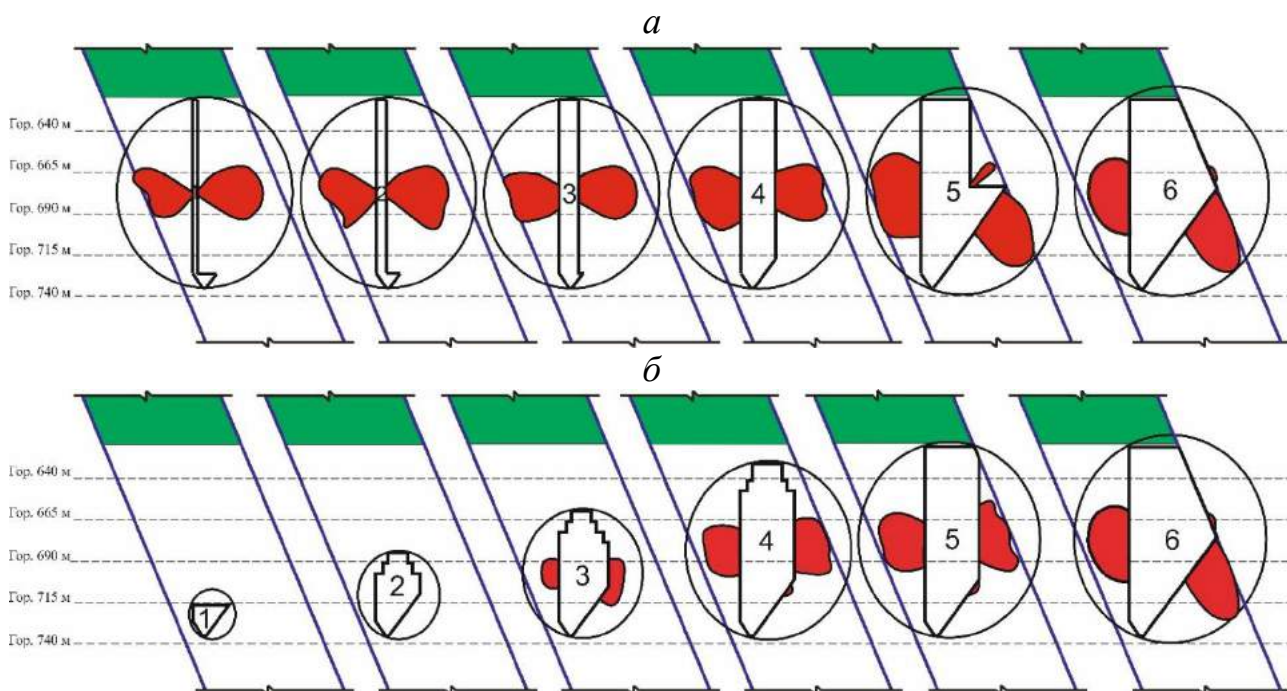 а
Гор. 640 м
Гор. 665 м
Гор. 690 м
Гор. 715 м
Гор. 740 м
2 3 4 5 6
б
Гор. 640 м
Гор. 665 м
Гор. 690 м
Гор. 715 м
Гор. 740 м
1 2 3 4 5 6